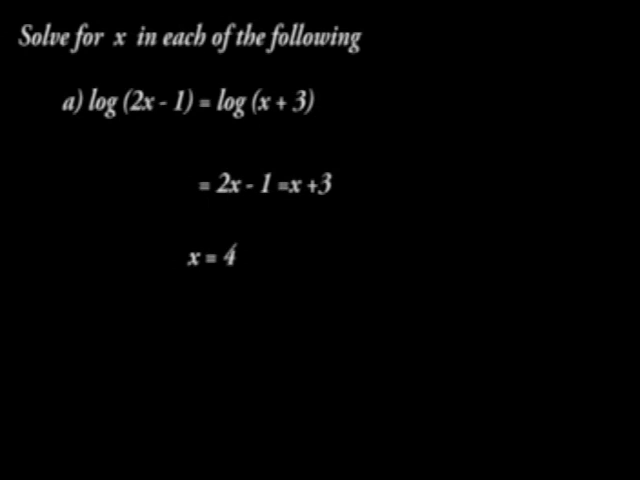 Solve for x in each of the following
a) log (2x - 1) = log (x + 3)
= 2x - 1 =x +3
x = 4